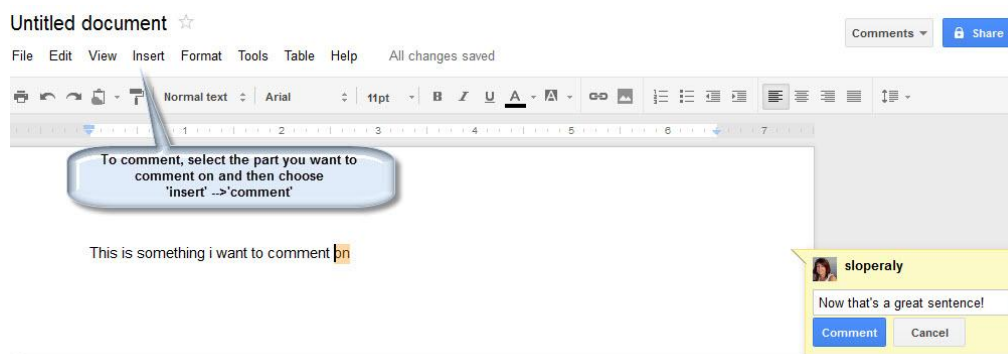 Untitled document
Comments
Share
File Edit View Insert Format Tools Table Help All changes saved
Normal text Arial 11pt B I U A A
1 2 3 4 5 6 7
To comment, select the part you want to
comment on and then choose
'insert' -->'comment'
This is something i want to comment on
sloperaly
Now that's a great sentence!
Comment Cancel